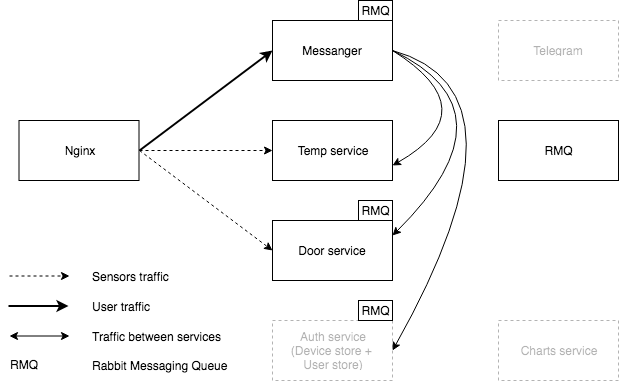 RMQ
Messanger
Telegram
Nginx
Temp service
RMQ
RMQ
Door service
Sensors traffic
User traffic
RMQ
Traffic between services
Auth service
(Device store +
User store)
Charts service
RMQ
Rabbit Messaging Queue